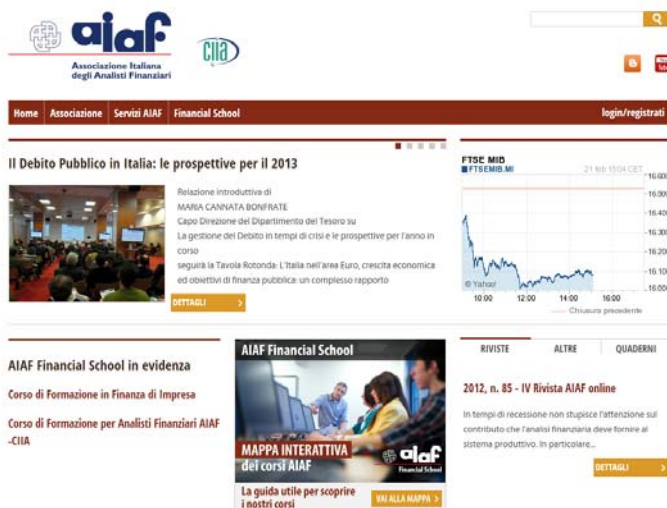 aiaf
Associazione Italiana
degli Analisti Finanziari
CIIA
Home
Associazione
Servizi AIAF
Financial School
login/registrati
Il Debito Pubblico in Italia: le prospettive per il 2013
Relazione introduttiva di
MARIA CANNATA BONFRATE
Capo Direzione del Dipartimento del Tesoro su
La gestione del Debito in tempi di crisi e le prospettive per l'anno in
corso
seguirà la Tavola Rotonda: L'Italia nell'area Euro, crescita economica
ed obiettivi di finanza pubblica: un complesso rapporto
DETTAGLI
FTSE MIB
FTSEMIB.MI
21 feb 15:04 CET
16.600
16.500
16.400
16.300
16.200
16.100
16.000
© Yahoo!
10:00 12:00 14:00 16:00
Chiusura precedente
AIAF Financial School in evidenza
Corso di Formazione in Finanza di Impresa
Corso di Formazione per Analisti Finanziari AIAF
-CIIA
AIAF Financial School
MAPPA INTERATTIVA
dei corsi AIAF
aiaf
Financial School
La guida utile per scoprire
i nostri corsi
VAI ALLA MAPPA >
RIVISTE
ALTRE
QUADERNI
2012, n. 85 - IV Rivista AIAF online
In tempi di recessione non stupisce l'attenzione sul
contributo che l'analisi finanziaria deve fornire al
sistema produttivo. In particolare...
DETTAGLI